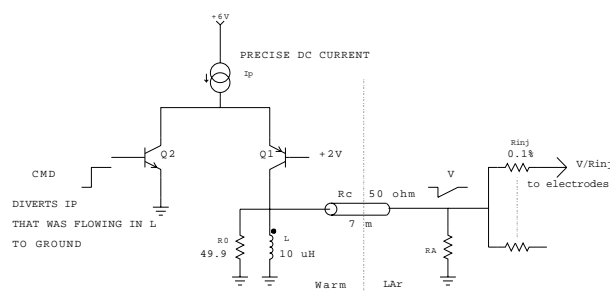 +6V
PRECISE DC CURRENT
Ip
Q2
Q1
+2V
Rinj
0.1%
V/Rinj
to electrodes
CMD
DIVERTS IP
THAT WAS FLOWING IN L
TO GROUND
Rc 50 ohm
7 m
V
R0
49.9
L
10 uH
RA
Warm
LAr